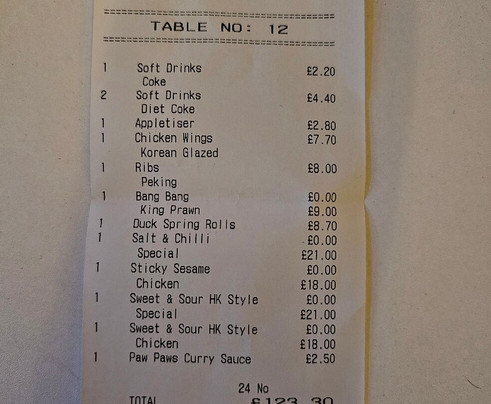 TABLE NO: 12
1 Soft Drinks £2.20
Coke
2 Soft Drinks £4.40
Diet Coke
1 Appletiser £2.80
1 Chicken Wings £7.70
Korean Glazed
1 Ribs £8.00
Peking
1 Bang Bang £0.00
King Prawn £9.00
1 Duck Spring Rolls £8.70
1 Salt & Chilli £0.00
Special £21.00
1 Sticky Sesame £0.00
Chicken £18.00
1 Sweet & Sour HK Style £0.00
Special £21.00
1 Sweet & Sour HK Style £0.00
Chicken £18.00
1 Paw Paws Curry Sauce £2.50
24 No
TOTAL £123.30